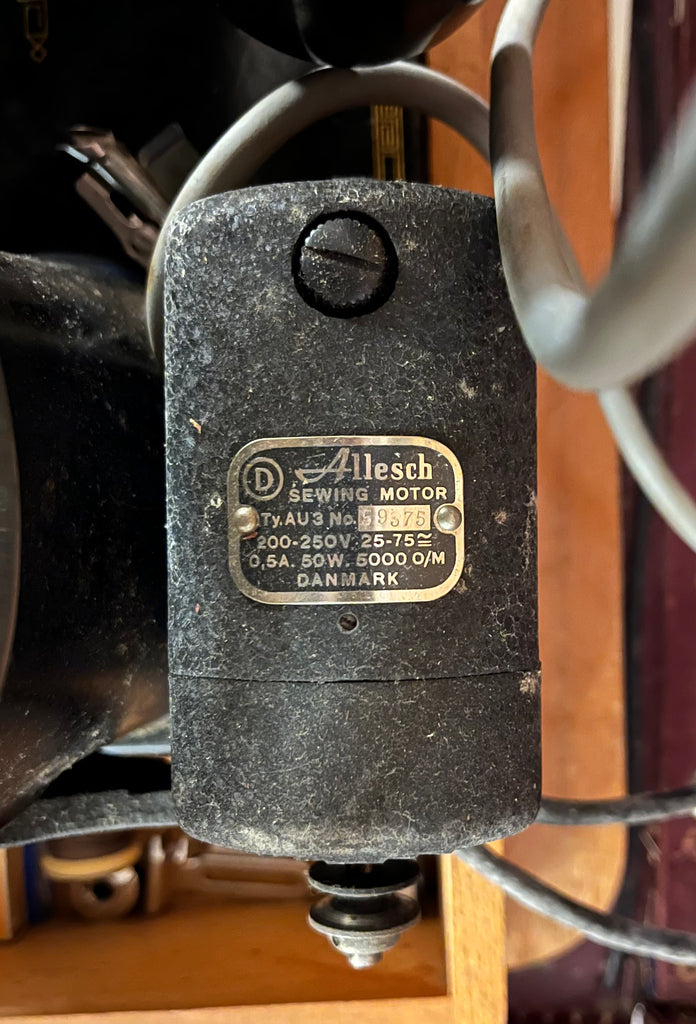 D Allesch
SEWING MOTOR
Ty. AU3 No. 59375
200-250V. 25-75≅
0,5A. 50W. 5000 O/M
DANMARK